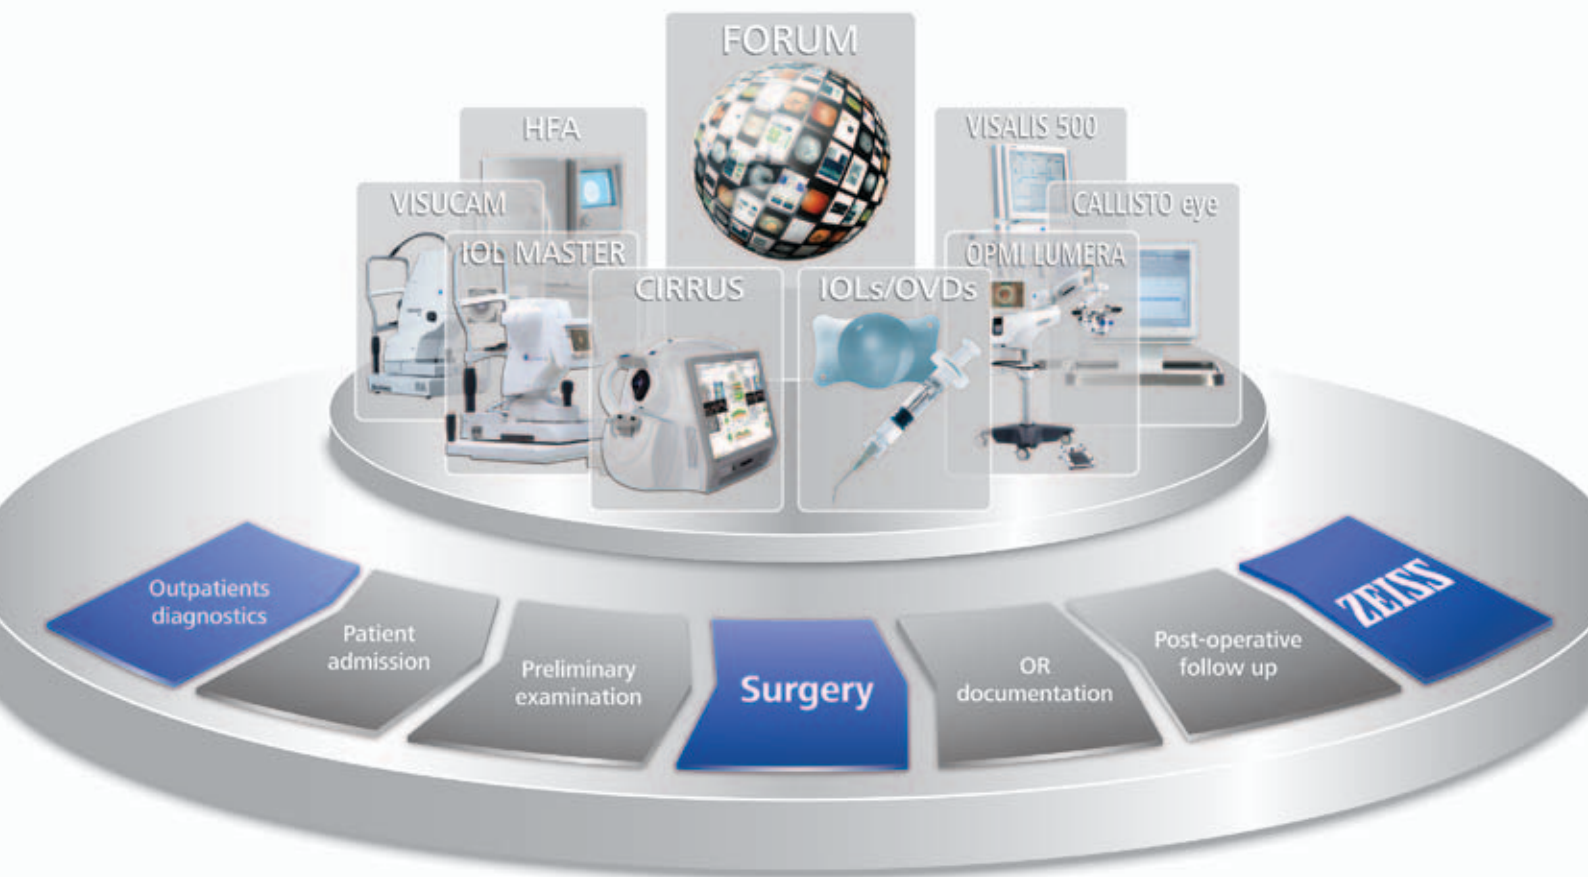 FORUM
HFA
VISALIS 500
VISUCAM
CALLISTO eye
IOL MASTER
OPMI LUMERA
CIRRUS
IOLs/OVDs
Outpatients
diagnostics
Patient
admission
Preliminary
examination
Surgery
OR
documentation
Post-operative
follow up
ZEISS